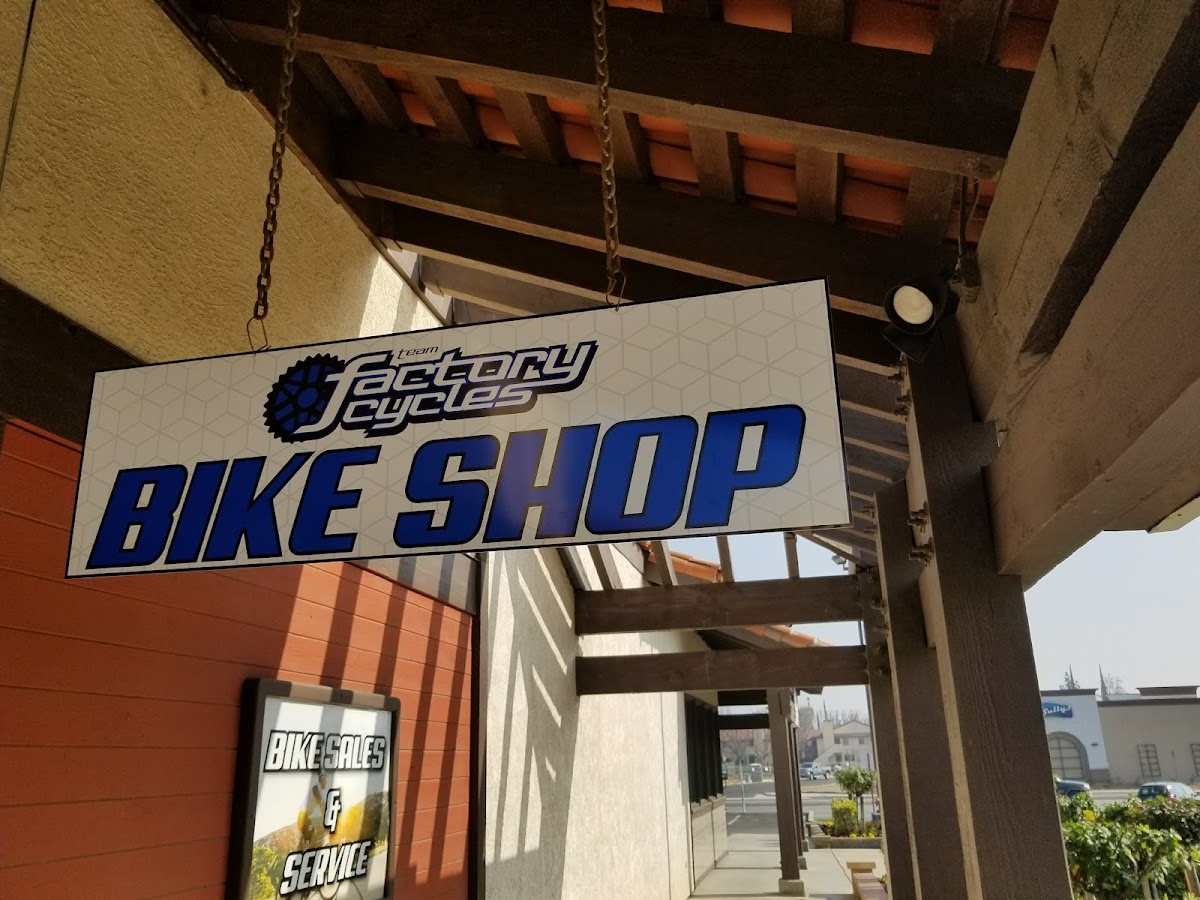 team
factory
cycles
BIKE SHOP
BIKE SALES
&
SERVICE